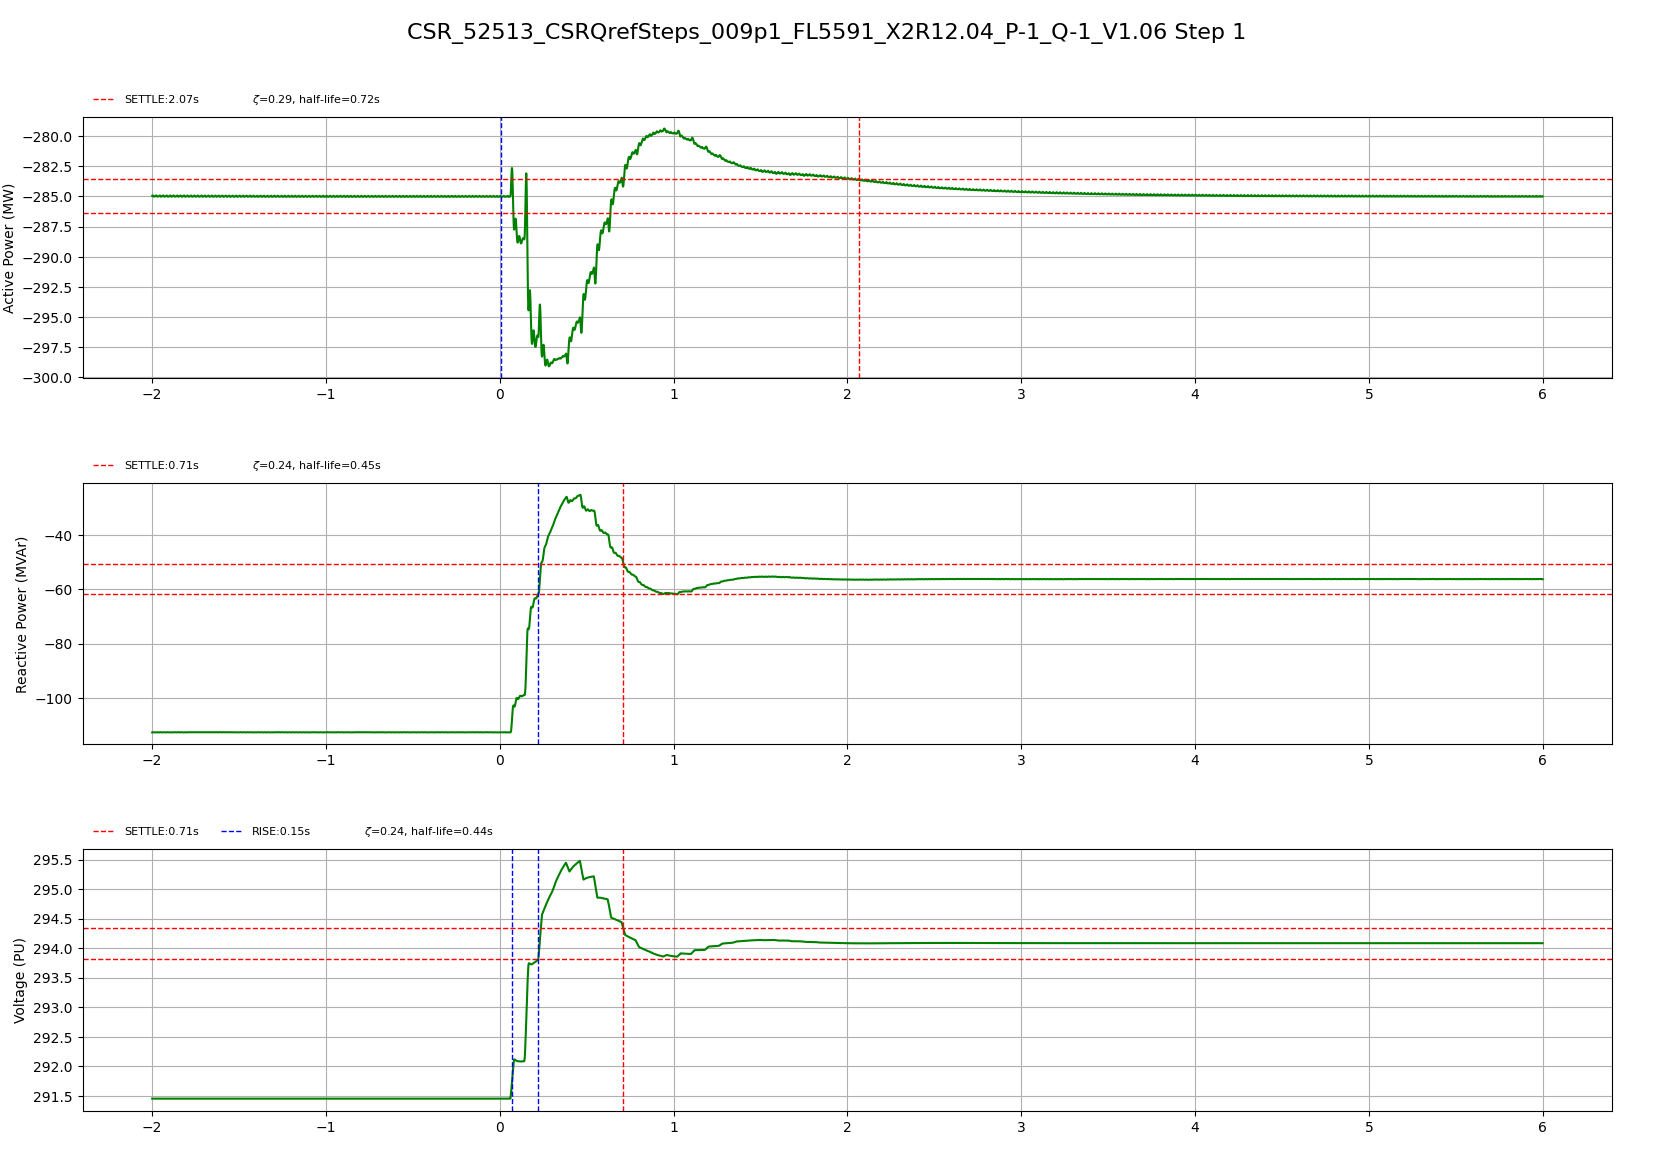 CSR_52513_CSRQrefSteps_009p1_FL5591_X2R12.04_P-1_Q-1_V1.06 Step 1
SETTLE:2.07s ζ=0.29, half-life=0.72s
Active Power (MW)
−280.0
−282.5
−285.0
−287.5
−290.0
−292.5
−295.0
−297.5
−300.0
−2 −1 0 1 2 3 4 5 6
SETTLE:0.71s ζ=0.24, half-life=0.45s
Reactive Power (MVAr)
−40
−60
−80
−100
−2 −1 0 1 2 3 4 5 6
SETTLE:0.71s RISE:0.15s ζ=0.24, half-life=0.44s
Voltage (PU)
295.5
295.0
294.5
294.0
293.5
293.0
292.5
292.0
291.5
−2 −1 0 1 2 3 4 5 6